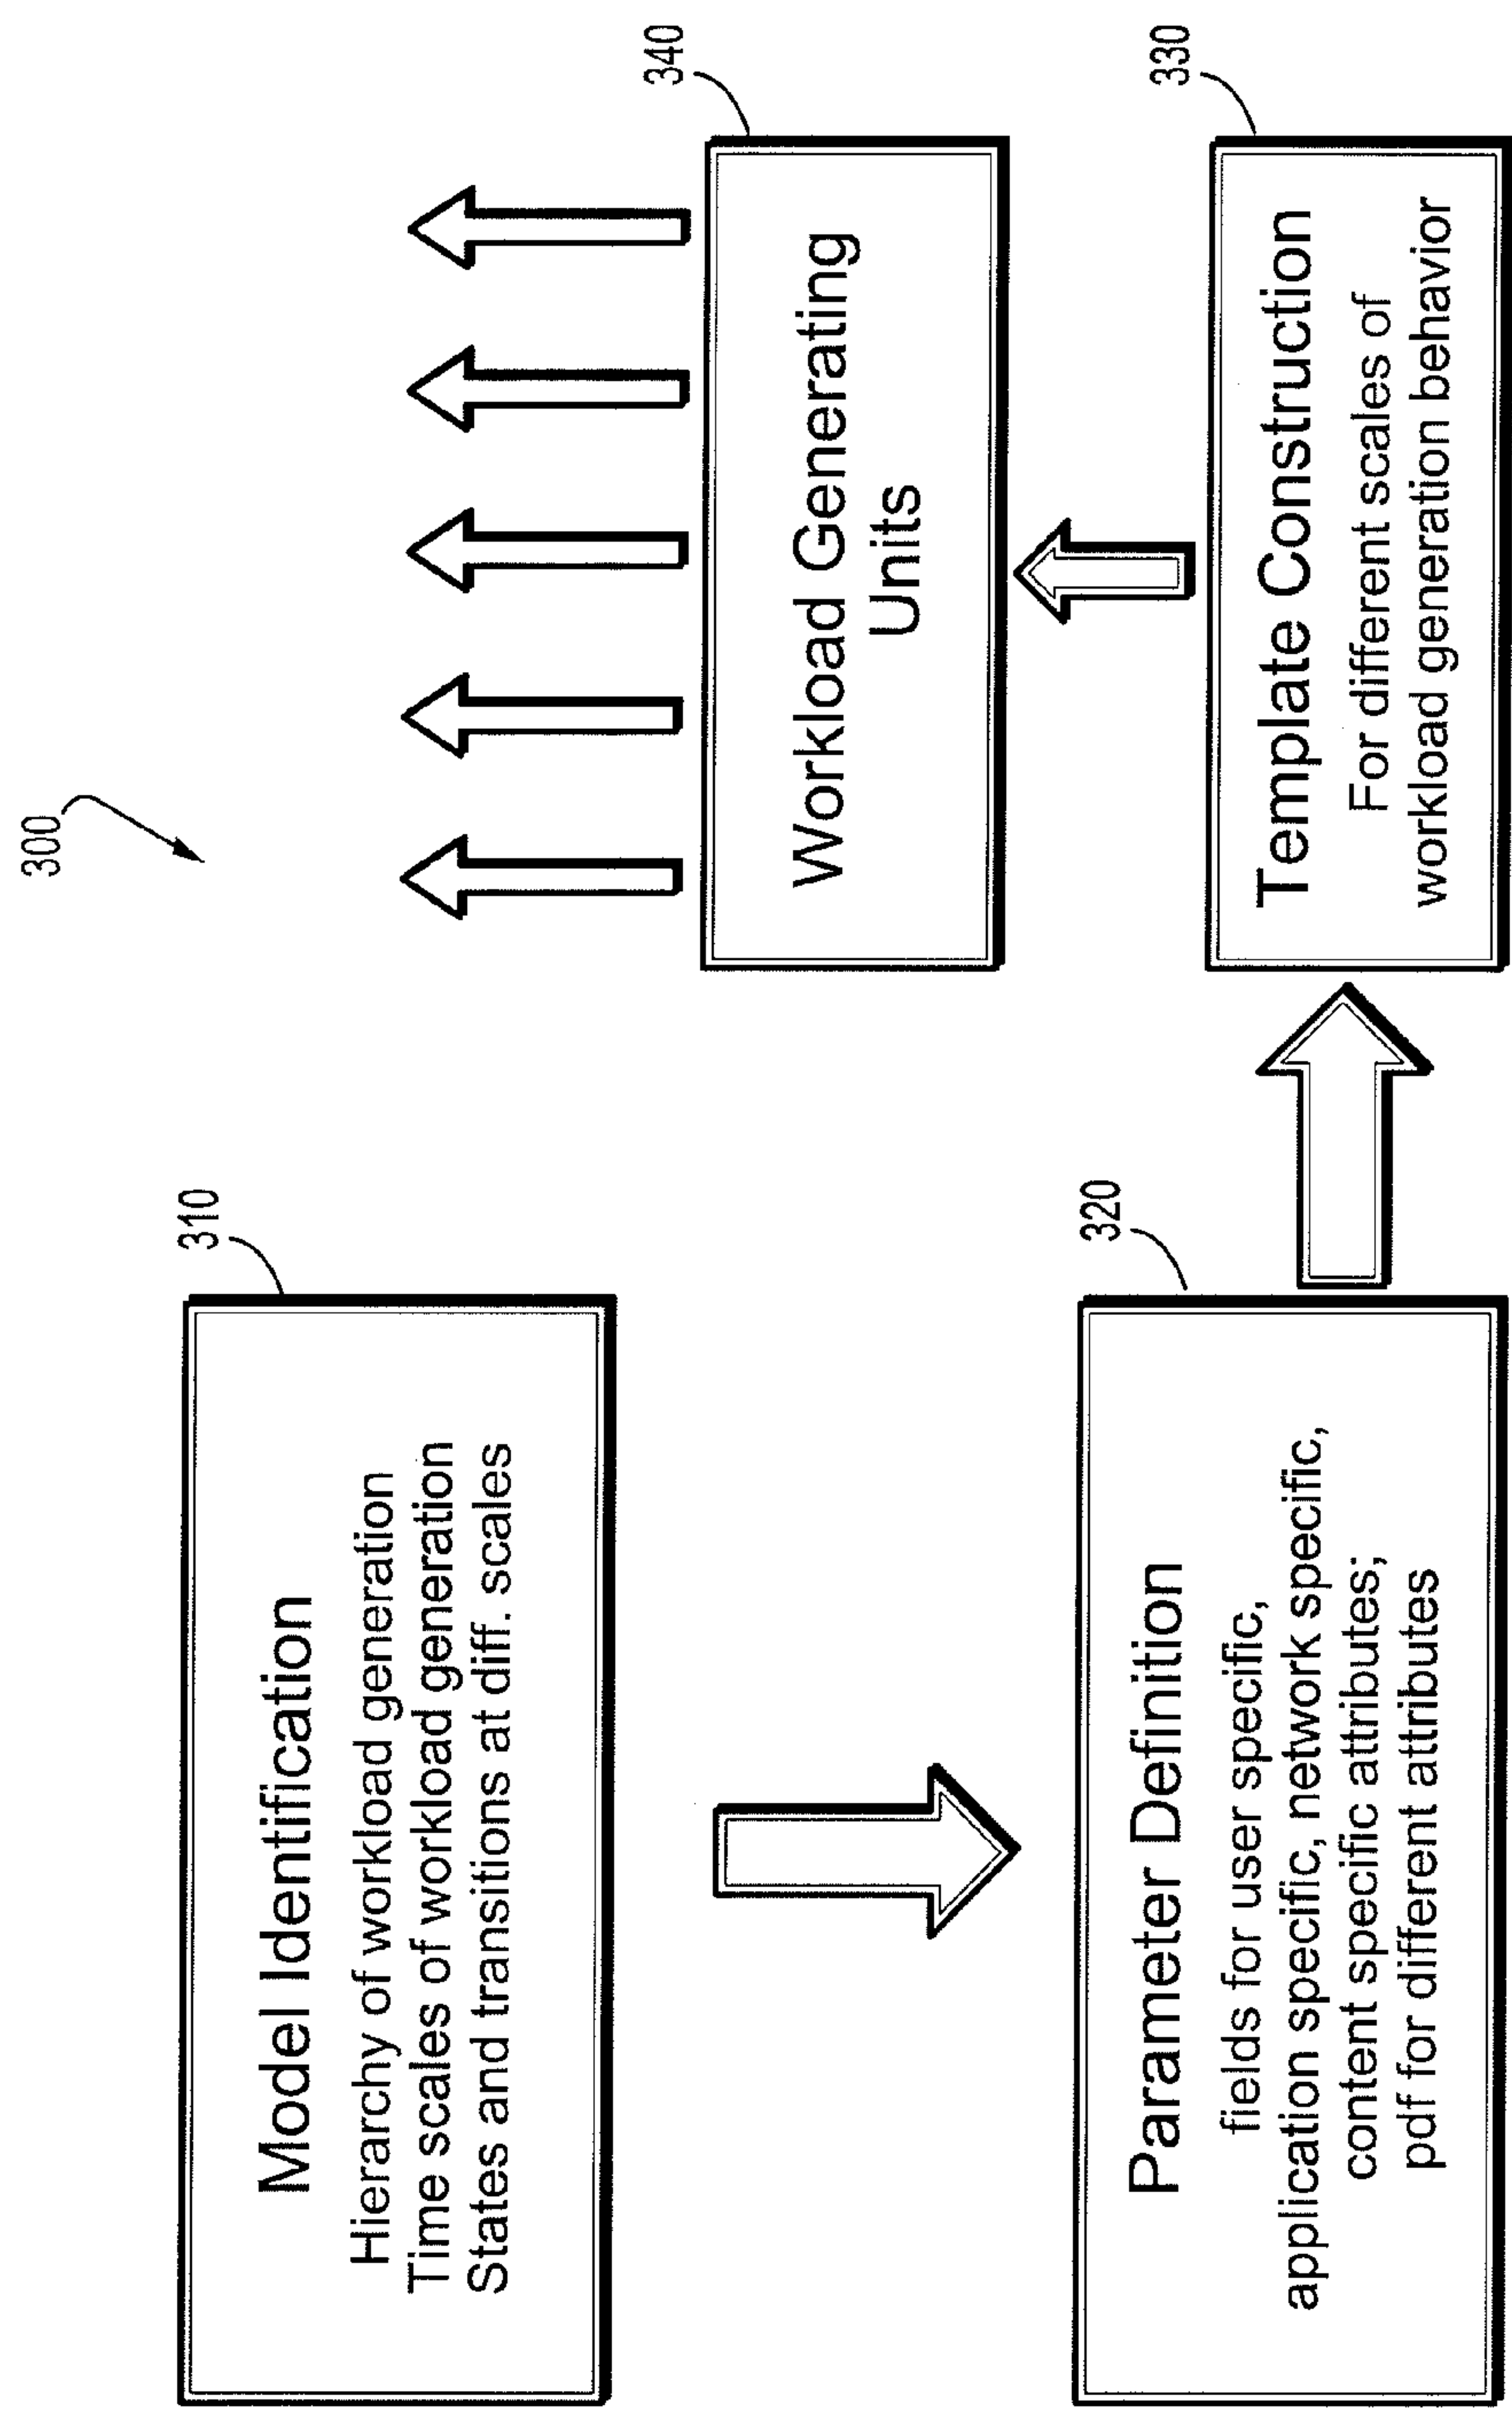 300
310
Model Identification
Hierarchy of workload generation
Time scales of workload generation
States and transitions at diff. scales
320
Parameter Definition
fields for user specific,
application specific, network specific,
content specific attributes;
pdf for different attributes
330
Template Construction
For different scales of
workload generation behavior
340
Workload Generating
Units